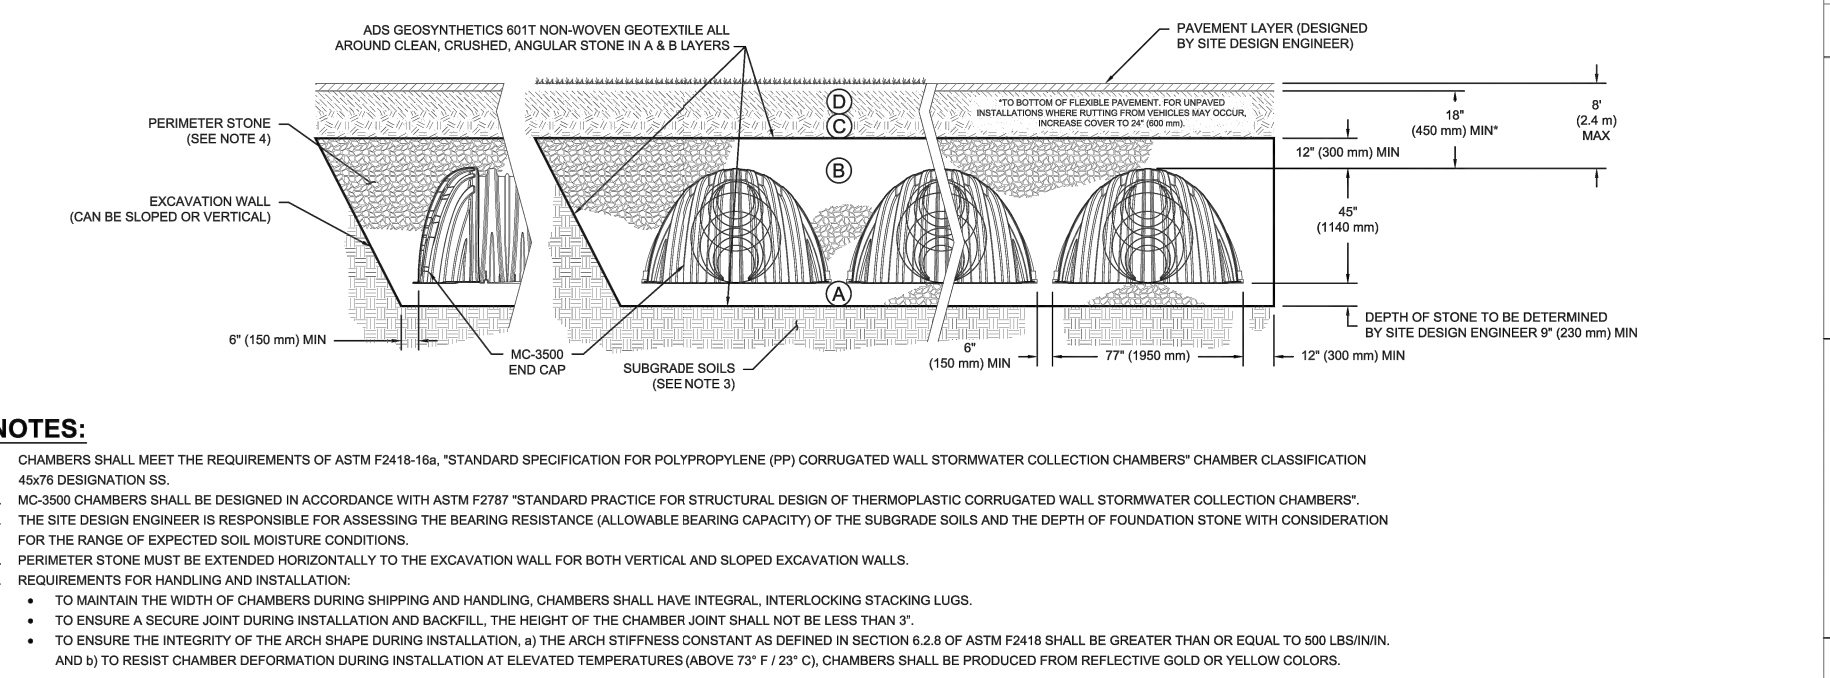 ADS GEOSYNTHETICS 601T NON-WOVEN GEOTEXTILE ALL
AROUND CLEAN, CRUSHED, ANGULAR STONE IN A & B LAYERS
PAVEMENT LAYER (DESIGNED
BY SITE DESIGN ENGINEER)
PERIMETER STONE
(SEE NOTE 4)
EXCAVATION WALL
(CAN BE SLOPED OR VERTICAL)
D
C
B
A
*TO BOTTOM OF FLEXIBLE PAVEMENT. FOR UNPAVED
INSTALLATIONS WHERE RUTTING FROM VEHICLES MAY OCCUR,
INCREASE COVER TO 24" (600 mm).
8'
(2.4 m)
MAX
18"
(450 mm) MIN*
12" (300 mm) MIN
45"
(1140 mm)
DEPTH OF STONE TO BE DETERMINED
BY SITE DESIGN ENGINEER 9" (230 mm) MIN
6" (150 mm) MIN
MC-3500
END CAP
SUBGRADE SOILS
(SEE NOTE 3)
6"
(150 mm) MIN
77" (1950 mm)
12" (300 mm) MIN
NOTES:
CHAMBERS SHALL MEET THE REQUIREMENTS OF ASTM F2418-16a, "STANDARD SPECIFICATION FOR POLYPROPYLENE (PP) CORRUGATED WALL STORMWATER COLLECTION CHAMBERS" CHAMBER CLASSIFICATION
45x76 DESIGNATION SS.
MC-3500 CHAMBERS SHALL BE DESIGNED IN ACCORDANCE WITH ASTM F2787 "STANDARD PRACTICE FOR STRUCTURAL DESIGN OF THERMOPLASTIC CORRUGATED WALL STORMWATER COLLECTION CHAMBERS".
THE SITE DESIGN ENGINEER IS RESPONSIBLE FOR ASSESSING THE BEARING RESISTANCE (ALLOWABLE BEARING CAPACITY) OF THE SUBGRADE SOILS AND THE DEPTH OF FOUNDATION STONE WITH CONSIDERATION
FOR THE RANGE OF EXPECTED SOIL MOISTURE CONDITIONS.
PERIMETER STONE MUST BE EXTENDED HORIZONTALLY TO THE EXCAVATION WALL FOR BOTH VERTICAL AND SLOPED EXCAVATION WALLS.
REQUIREMENTS FOR HANDLING AND INSTALLATION:
• TO MAINTAIN THE WIDTH OF CHAMBERS DURING SHIPPING AND HANDLING, CHAMBERS SHALL HAVE INTEGRAL, INTERLOCKING STACKING LUGS.
• TO ENSURE A SECURE JOINT DURING INSTALLATION AND BACKFILL, THE HEIGHT OF THE CHAMBER JOINT SHALL NOT BE LESS THAN 3".
• TO ENSURE THE INTEGRITY OF THE ARCH SHAPE DURING INSTALLATION, a) THE ARCH STIFFNESS CONSTANT AS DEFINED IN SECTION 6.2.8 OF ASTM F2418 SHALL BE GREATER THAN OR EQUAL TO 500 LBS/IN/IN.
AND b) TO RESIST CHAMBER DEFORMATION DURING INSTALLATION AT ELEVATED TEMPERATURES (ABOVE 73° F / 23° C), CHAMBERS SHALL BE PRODUCED FROM REFLECTIVE GOLD OR YELLOW COLORS.